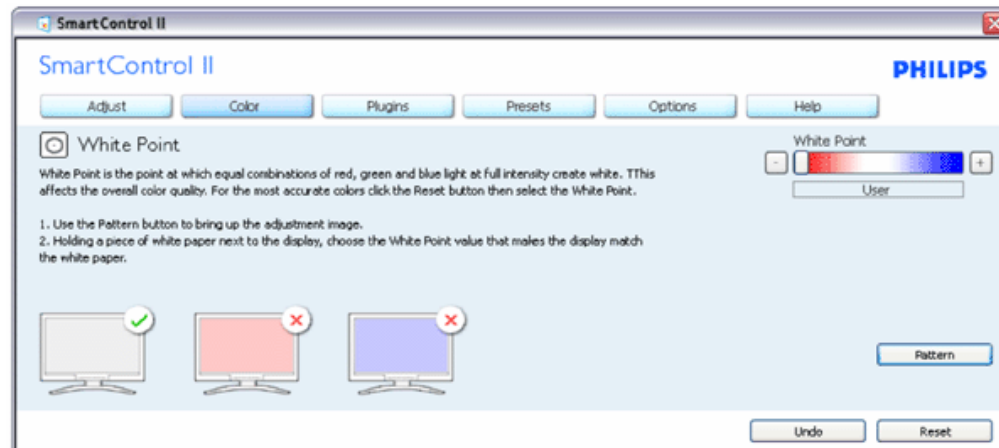 SmartControl II
SmartControl II
PHILIPS
Adjust
Color
Plugins
Presets
Options
Help
White Point
White Point is the point at which equal combinations of red, green and blue light at full intensity create white. TThis
affects the overall color quality. For the most accurate colors click the Reset button then select the White Point.
1. Use the Pattern button to bring up the adjustment image.
2. Holding a piece of white paper next to the display, choose the White Point value that makes the display match
the white paper.
White Point
-
+
User
Pattern
Undo
Reset